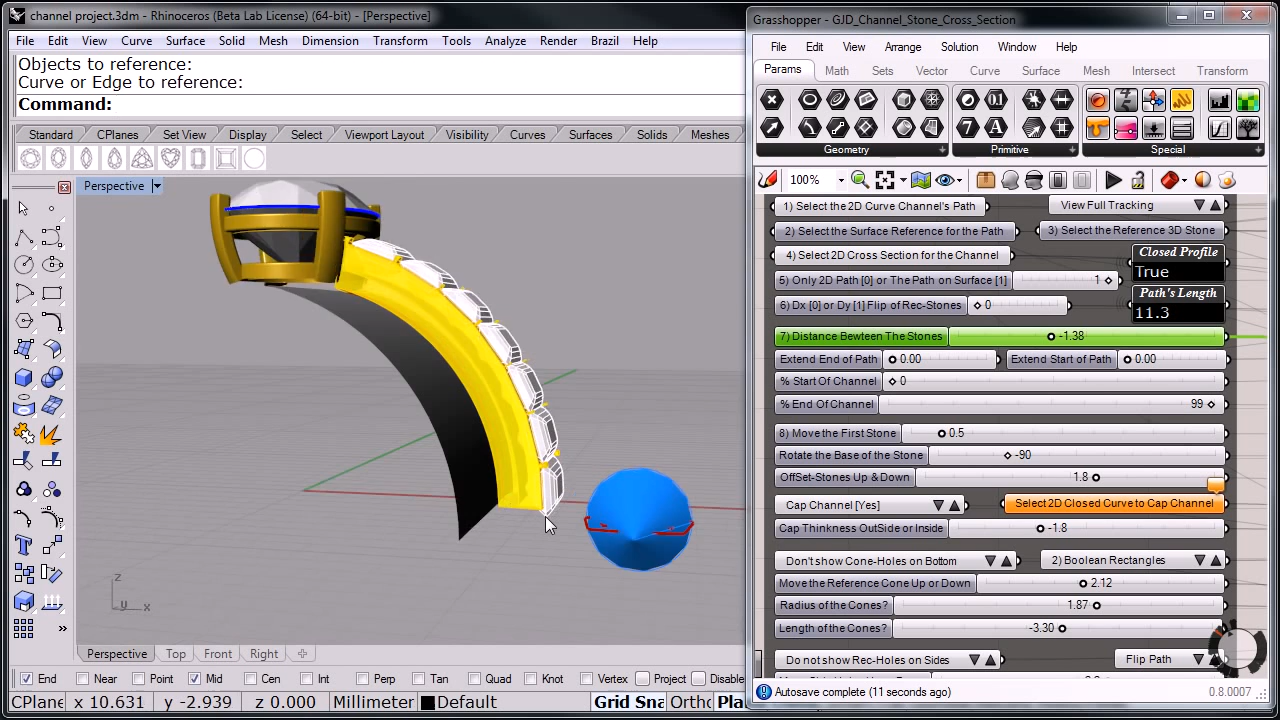 channel project.3dm - Rhinoceros (Beta Lab License) (64-bit) - [Perspective]
File Edit View Curve Surface Solid Mesh Dimension Transform Tools Analyze Render Brazil Help
Objects to reference:
Curve or Edge to reference:
Command:
Standard CPlanes Set View Display Select Viewport Layout Visibility Curves Surfaces Solids Meshes
Perspective
z
y x
Perspective Top Front Right
End Near Point Mid Cen Int Perp Tan Quad Knot Vertex Project Disable
CPlane x 10.631 y -2.939 z 0.000 Millimeter Default Grid Sna Ortho Plan
Grasshopper - GJD_Channel_Stone_Cross_Section
File Edit View Arrange Solution Window Help
Params Math Sets Vector Curve Surface Mesh Intersect Transform
Geometry Primitive Special
100%
1) Select the 2D Curve Channel's Path View Full Tracking
2) Select the Surface Reference for the Path 3) Select the Reference 3D Stone
4) Select 2D Cross Section for the Channel Closed Profile
True
5) Only 2D Path [0] or The Path on Surface [1] 1 Path's Length
6) Dx [0] or Dy [1] Flip of Rec-Stones 0 11.3
7) Distance Bewteen The Stones -1.38
Extend End of Path 0.00 Extend Start of Path 0.00
% Start Of Channel 0
% End Of Channel 99
8) Move the First Stone 0.5
Rotate the Base of the Stone -90
OffSet-Stones Up & Down 1.8
Cap Channel [Yes] Select 2D Closed Curve to Cap Channel
Cap Thinkness OutSide or Inside -1.8
Don't show Cone-Holes on Bottom 2) Boolean Rectangles
Move the Reference Cone Up or Down 2.12
Radius of the Cones? 1.87
Length of the Cones? -3.30
Do not show Rec-Holes on Sides Flip Path
Autosave complete (11 seconds ago) 0.8.0007